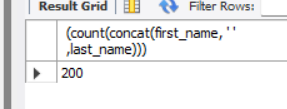 Result Grid Filter Rows:
(count(concat(first_name, ' '
,last_name)))
200